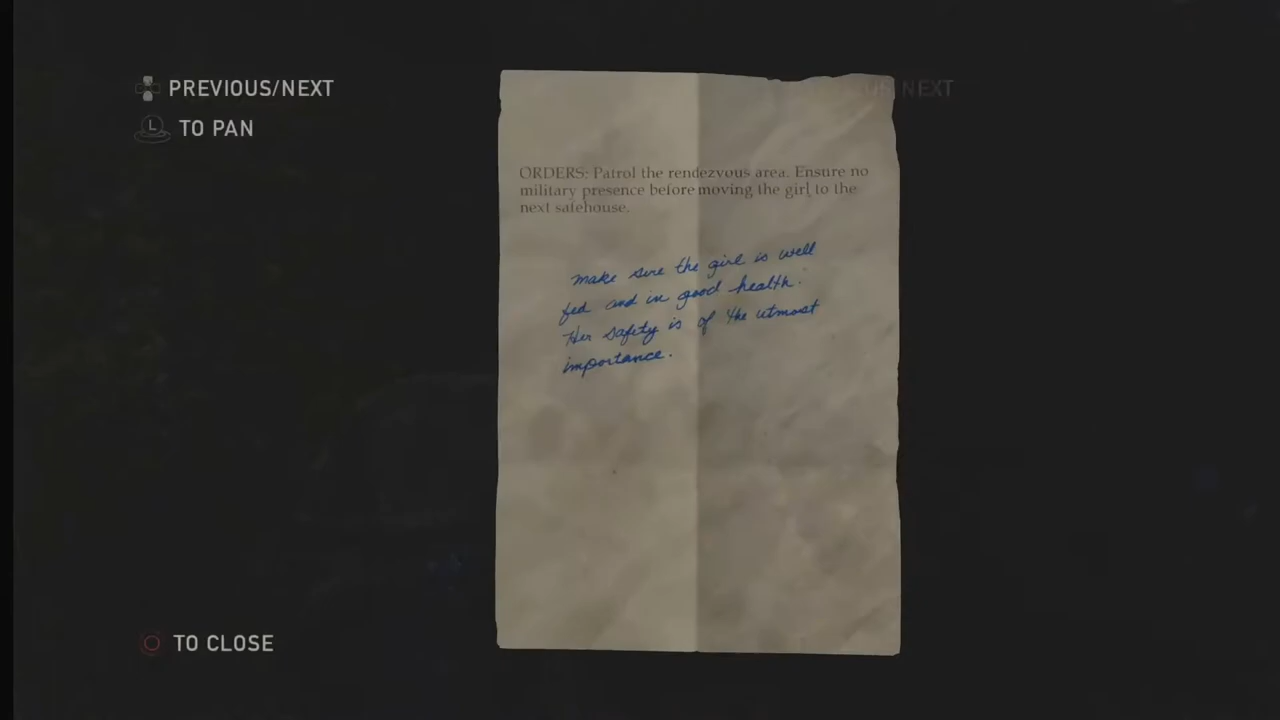 PREVIOUS/NEXT
L TO PAN
US/NEXT
ORDERS: Patrol the rendezvous area. Ensure no
military presence before moving the girl to the
next safehouse.
Make sure the girl is well
fed and in good health.
Her safety is of the utmost
importance.
TO CLOSE